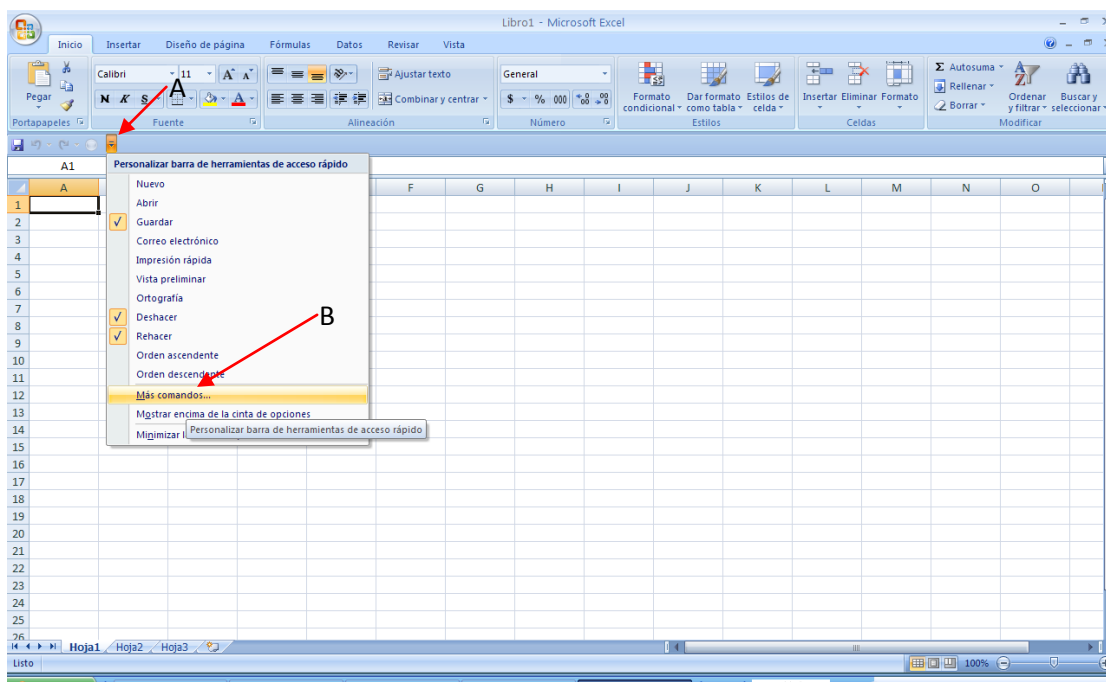 Libro1 - Microsoft Excel
Inicio Insertar Diseño de página Fórmulas Datos Revisar Vista
Pegar
Portapapeles
Calibri 11 A A
N K S A
Fuente
Ajustar texto
Combinar y centrar
Alineación
General
$ % 000
Número
Formato condicional
Dar formato como tabla
Estilos de celda
Estilos
Insertar Eliminar Formato
Celdas
Σ Autosuma
Rellenar
Borrar
Ordenar y filtrar
Buscar y seleccionar
Modificar
A
A1
Personalizar barra de herramientas de acceso rápido
Nuevo
Abrir
Guardar
Correo electrónico
Impresión rápida
Vista preliminar
Ortografía
Deshacer
Rehacer
Orden ascendente
Orden descendente
Más comandos...
Mostrar encima de la cinta de opciones
Minimizar
Personalizar barra de herramientas de acceso rápido
B
A F G H I J K L M N O
1
2
3
4
5
6
7
8
9
10
11
12
13
14
15
16
17
18
19
20
21
22
23
24
25
26
Hoja1 Hoja2 Hoja3
Listo
100%